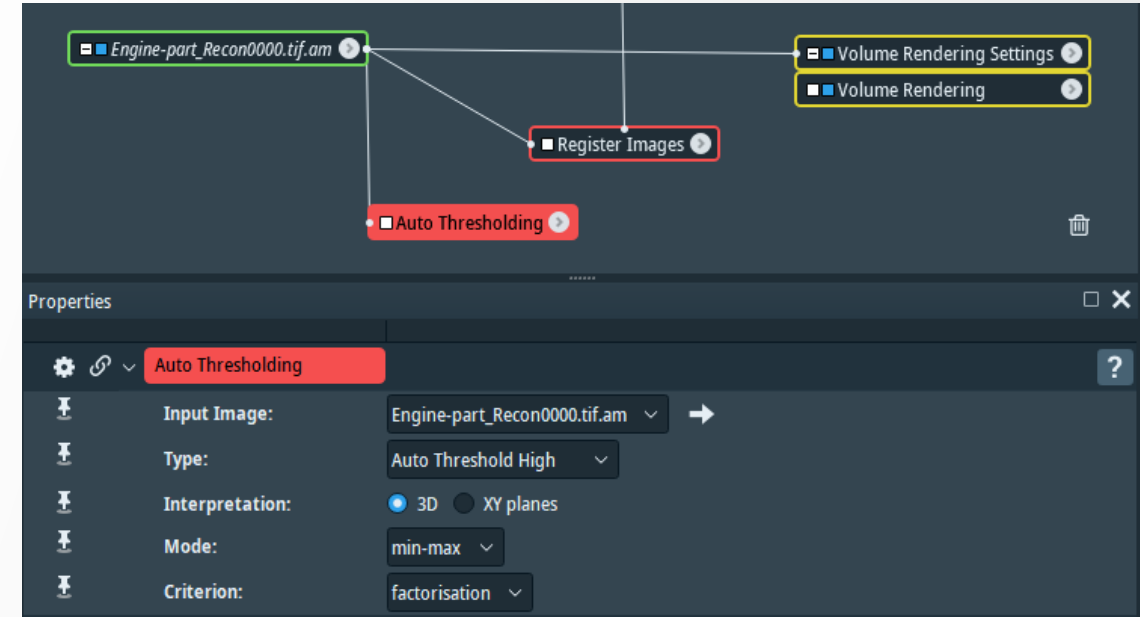 Engine-part_Recon0000.tif.am
Volume Rendering Settings
Volume Rendering
Register Images
Auto Thresholding
Properties
Auto Thresholding
?
Input Image: Engine-part_Recon0000.tif.am
Type: Auto Threshold High
Interpretation: 3D XY planes
Mode: min-max
Criterion: factorisation